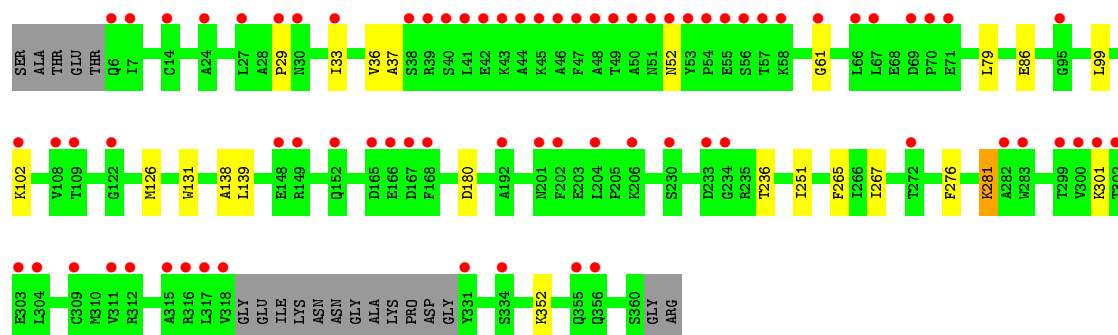 SER ALA THR GLU THR Q6 I7 C14 A24 L27 A28 P29 N30 I33 V36 A37 S38 R39 S40 L41 E42 K43 A44 K45 A46 F47 A48 T49 A50 N51 N52 Y53 P54 E55 S56 T57 K58 G61 L66 L67 E68 D69 P70 E71 L79 E86 G95 L99
K102 V108 T109 G122 M126 W131 A138 L139 E148 R149 Q152 D165 E166 D167 F168 D180 A192 N201 F202 E203 L204 P205 K206 S230 D233 G234 R235 T236 I251 F265 I266 I267 T272 F276 K281 A282 W283 T299 V300 K301
E303 L304 C309 M310 V311 R312 A315 R316 L317 V318 GLY GLU ILE LYS ASN ASN GLY ALA LYS PRO ASP GLY Y331 S334 K352 Q355 Q356 S360 GLY ARG